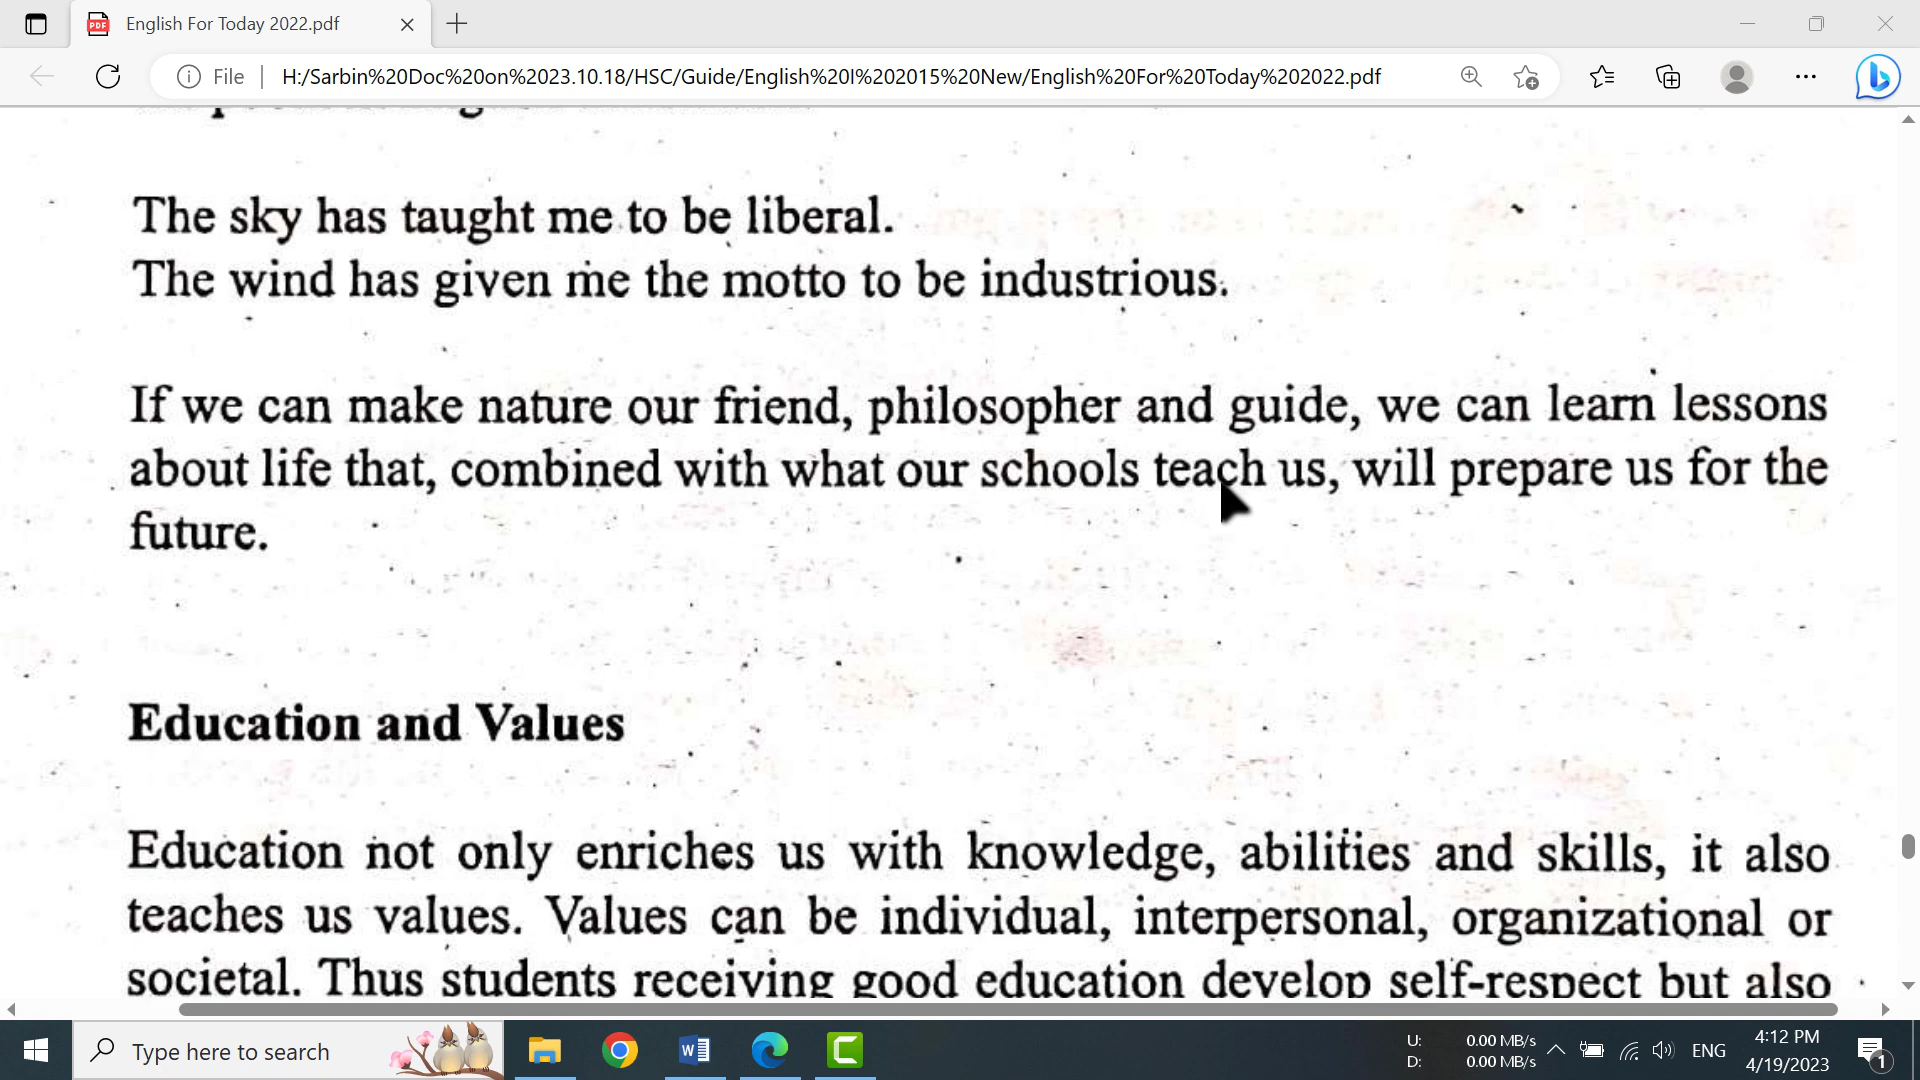 English For Today 2022.pdf
File
H:/Sarbin%20Doc%20on%2023.10.18/HSC/Guide/English%20I%202015%20New/English%20For%20Today%202022.pdf
The sky has taught me to be liberal.
The wind has given me the motto to be industrious.
If we can make nature our friend, philosopher and guide, we can learn lessons
about life that, combined with what our schools teach us, will prepare us for the
future.
Education and Values
Education not only enriches us with knowledge, abilities and skills, it also
teaches us values. Values can be individual, interpersonal, organizational or
societal. Thus students receiving good education develop self-respect but also
Type here to search
U: 0.00 MB/s
D: 0.00 MB/s
ENG
4:12 PM
4/19/2023
1